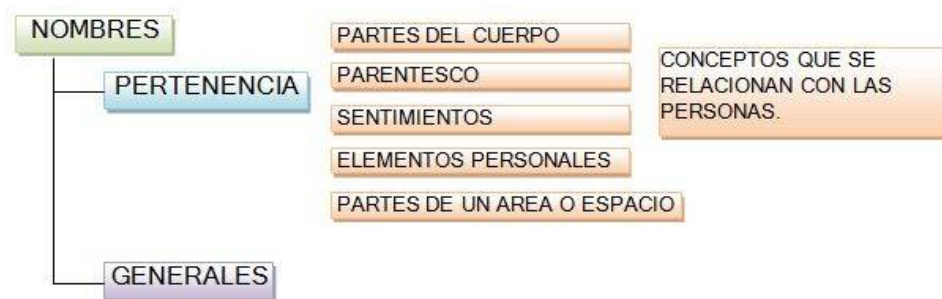 NOMBRES
PERTENENCIA
PARTES DEL CUERPO
PARENTESCO
SENTIMIENTOS
ELEMENTOS PERSONALES
PARTES DE UN AREA O ESPACIO
CONCEPTOS QUE SE
RELACIONAN CON LAS
PERSONAS.
GENERALES